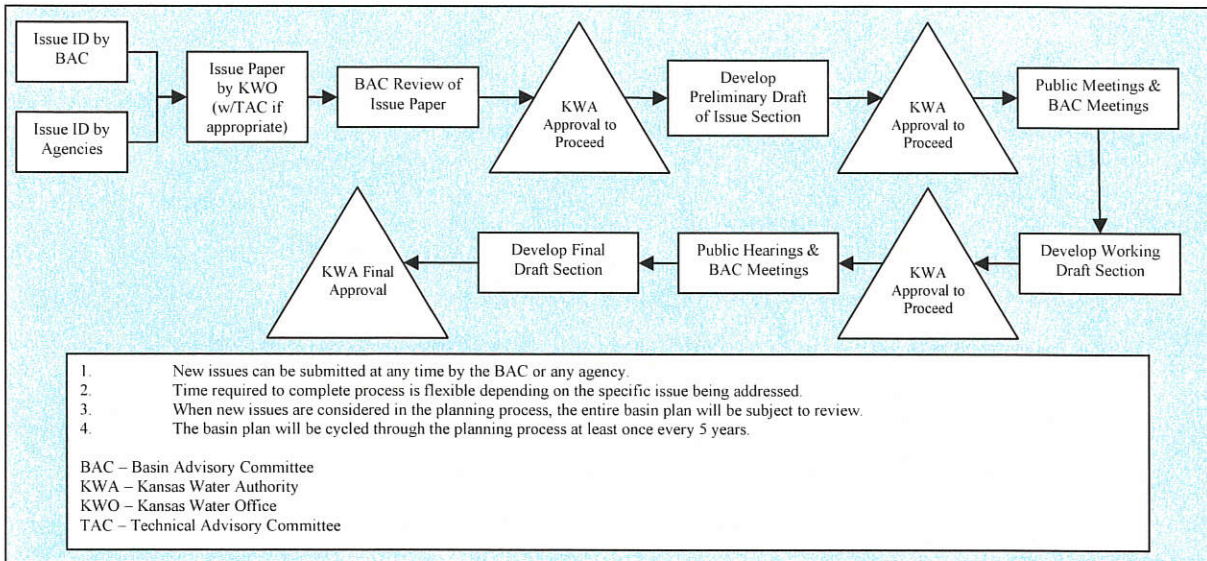 Issue ID by
BAC
Issue ID by
Agencies
Issue Paper
by KWO
(w/TAC if
appropriate)
BAC Review of
Issue Paper
KWA
Approval to
Proceed
Develop
Preliminary Draft
of Issue Section
KWA
Approval to
Proceed
Public Meetings &
BAC Meetings
Develop Working
Draft Section
KWA
Approval to
Proceed
Public Hearings &
BAC Meetings
Develop Final
Draft Section
KWA Final
Approval
1. New issues can be submitted at any time by the BAC or any agency.
2. Time required to complete process is flexible depending on the specific issue being addressed.
3. When new issues are considered in the planning process, the entire basin plan will be subject to review.
4. The basin plan will be cycled through the planning process at least once every 5 years.
BAC – Basin Advisory Committee
KWA – Kansas Water Authority
KWO – Kansas Water Office
TAC – Technical Advisory Committee